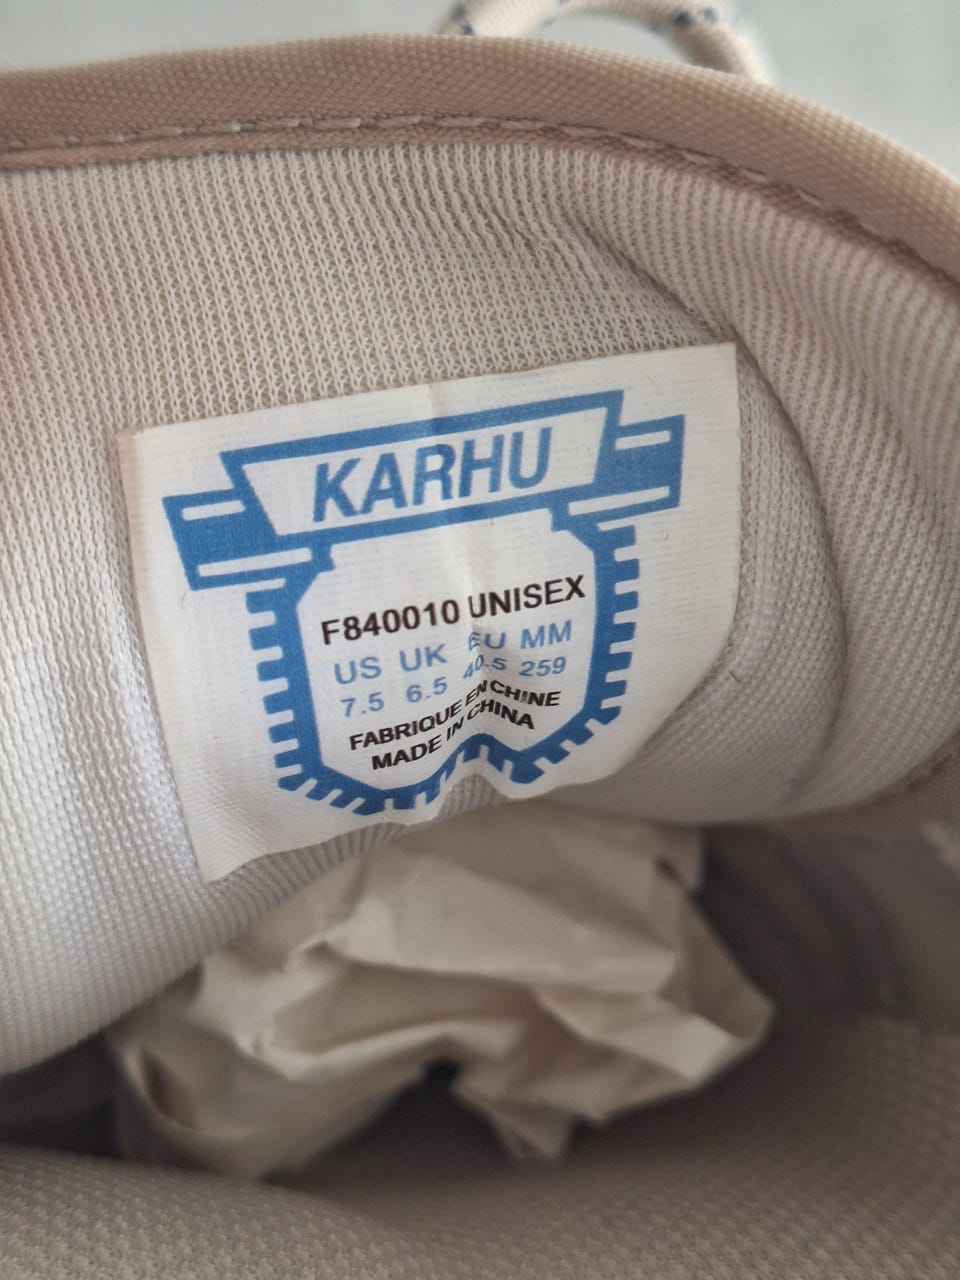 KARHU
F840010 UNISEX
US UK EU MM
7.5 6.5 40.5 259
FABRIQUE EN CHINE
MADE IN CHINA